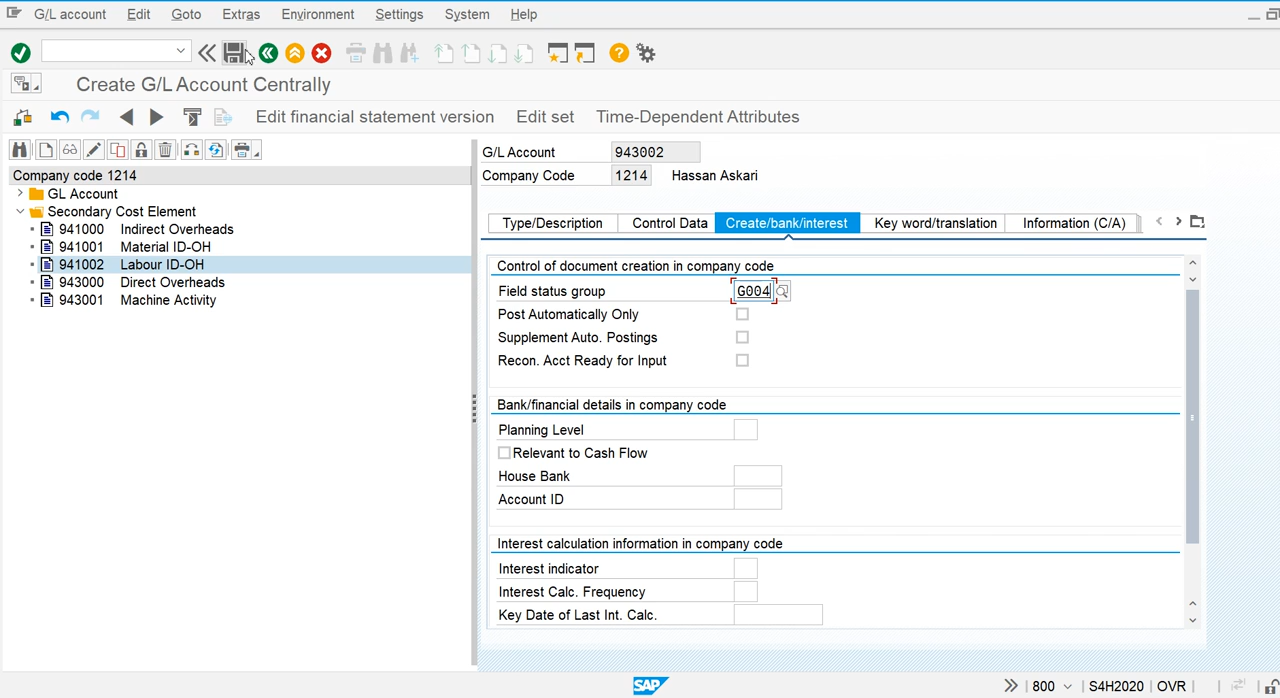 G/L account Edit Goto Extras Environment Settings System Help
Create G/L Account Centrally
Edit financial statement version Edit set Time-Dependent Attributes
Company code 1214
GL Account
Secondary Cost Element
941000 Indirect Overheads
941001 Material ID-OH
941002 Labour ID-OH
943000 Direct Overheads
943001 Machine Activity
G/L Account 943002
Company Code 1214 Hassan Askari
Type/Description Control Data Create/bank/interest Key word/translation Information (C/A)
Control of document creation in company code
Field status group G004
Post Automatically Only
Supplement Auto. Postings
Recon. Acct Ready for Input
Bank/financial details in company code
Planning Level
Relevant to Cash Flow
House Bank
Account ID
Interest calculation information in company code
Interest indicator
Interest Calc. Frequency
Key Date of Last Int. Calc.
SAP 800 S4H2020 OVR